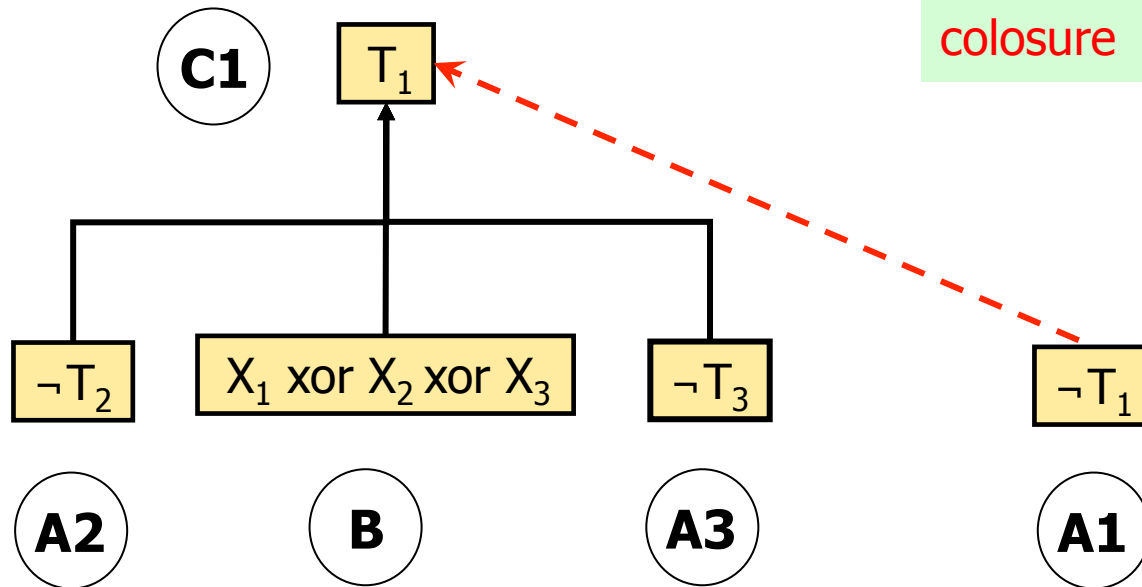 colosure
C1
T₁
¬T₂
X₁ xor X₂ xor X₃
¬T₃
¬T₁
A2
B
A3
A1